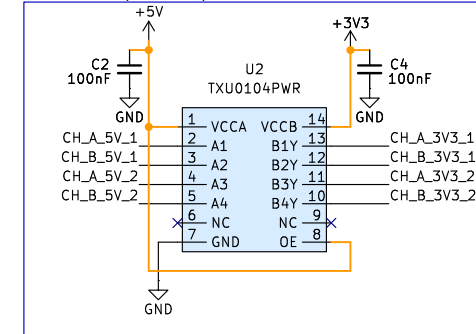 +5V
+3V3
C2
100nF
GND
U2
TXU0104PWR
C4
100nF
GND
1 VCCA VCCB 14
CH_A_5V_1 2 A1 B1Y 13 CH_A_3V3_1
CH_B_5V_1 3 A2 B2Y 12 CH_B_3V3_1
CH_A_5V_2 4 A3 B3Y 11 CH_A_3V3_2
CH_B_5V_2 5 A4 B4Y 10 CH_B_3V3_2
6 NC NC 9
7 GND OE 8
GND